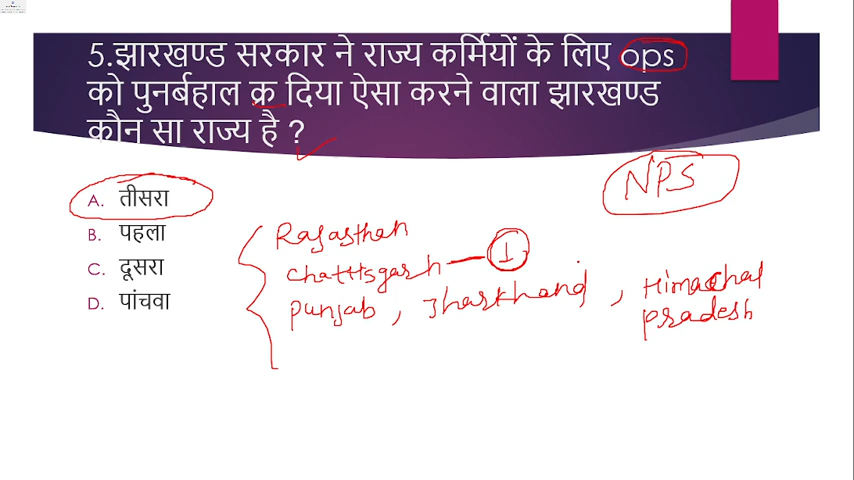 5.झारखण्ड सरकार ने राज्य कर्मियों के लिए ops
को पुनर्बहाल क्र दिया ऐसा करने वाला झारखण्ड
कौन सा राज्य है ?
NPS
A. तीसरा
B. पहला
C. दूसरा
D. पांचवा
Rajasthan
chattisgarh — 1
punjab , Jharkhand , Himachal
pradesh